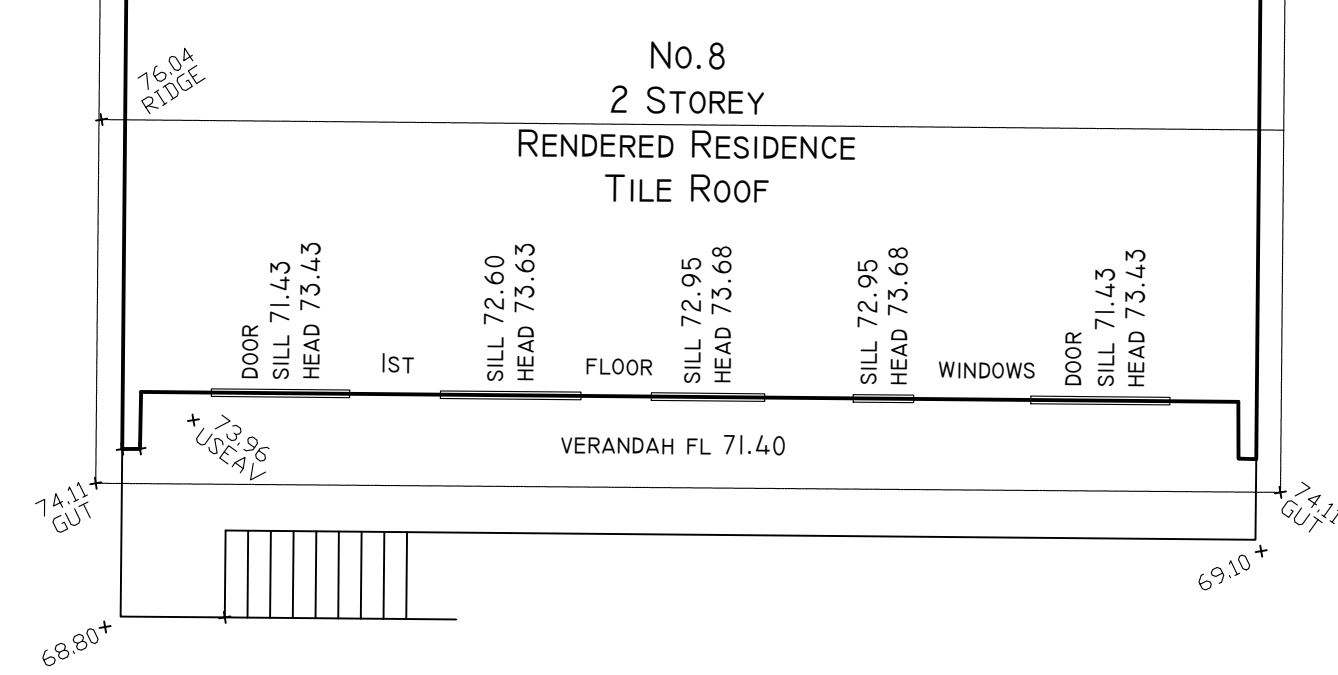 No.8
2 STOREY
RENDERED RESIDENCE
TILE ROOF
76.04
RIDGE
DOOR
SILL 71.43
HEAD 73.43
1ST
SILL 72.60
HEAD 73.63
FLOOR
SILL 72.95
HEAD 73.68
SILL 72.95
HEAD 73.68
WINDOWS
DOOR
SILL 71.43
HEAD 73.43
73.96
USEAV
VERANDAH FL 71.40
74.11
GUT
74.11
GUT
69.10
68.80